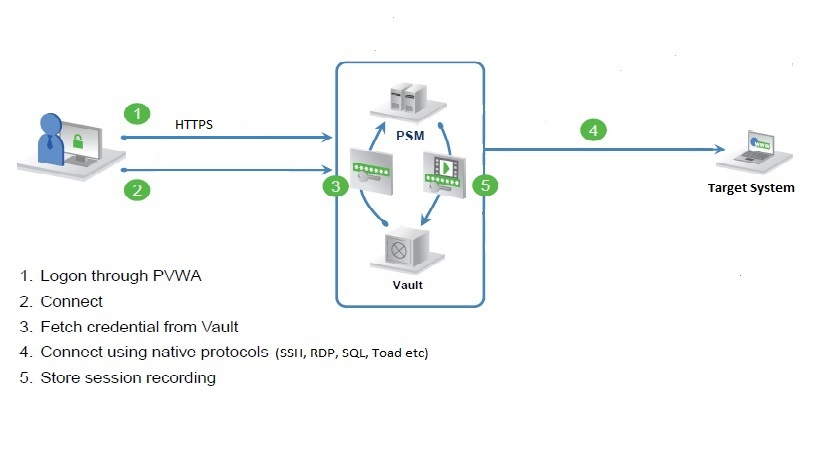 1
HTTPS
2
PSM
3
5
Vault
4
www
Target System
1. Logon through PVWA
2. Connect
3. Fetch credential from Vault
4. Connect using native protocols (SSH, RDP, SQL, Toad etc)
5. Store session recording